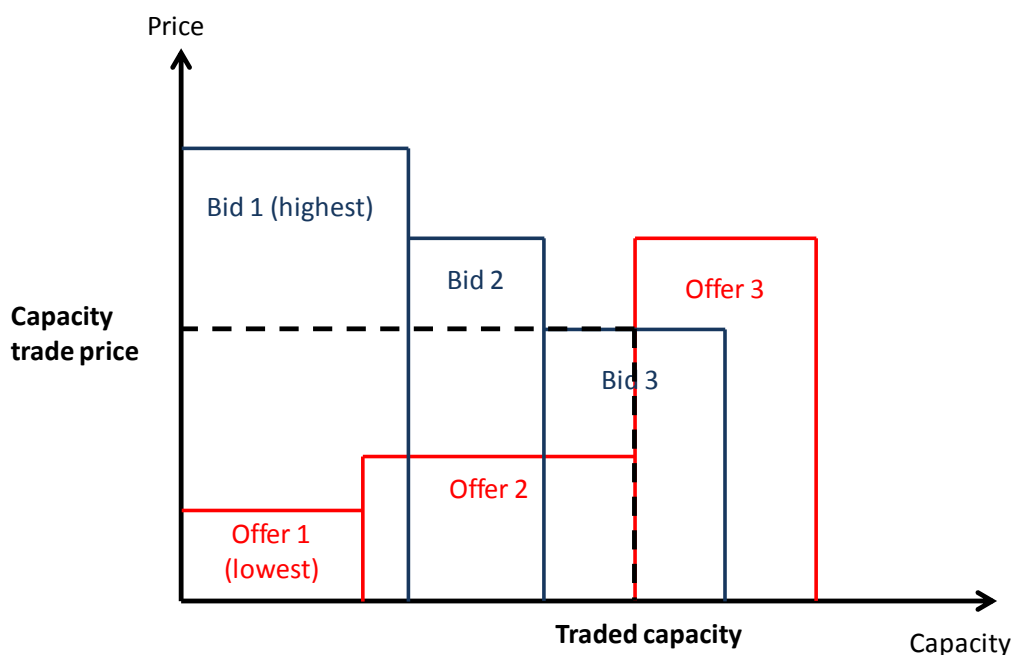 Price
Bid 1 (highest)
Bid 2
Offer 3
Capacity
trade price
Bid 3
Offer 2
Offer 1
(lowest)
Traded capacity
Capacity